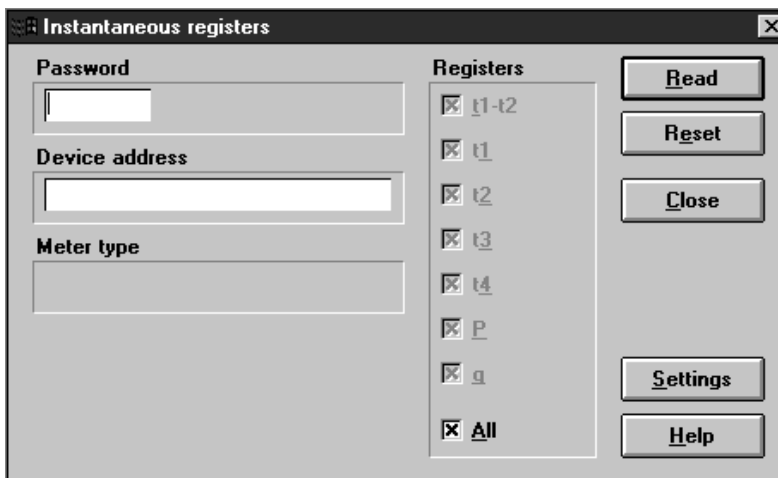 Instantaneous registers
Password
Device address
Meter type
Registers
t1-t2
t1
t2
t3
t4
P
q
All
Read
Reset
Close
Settings
Help